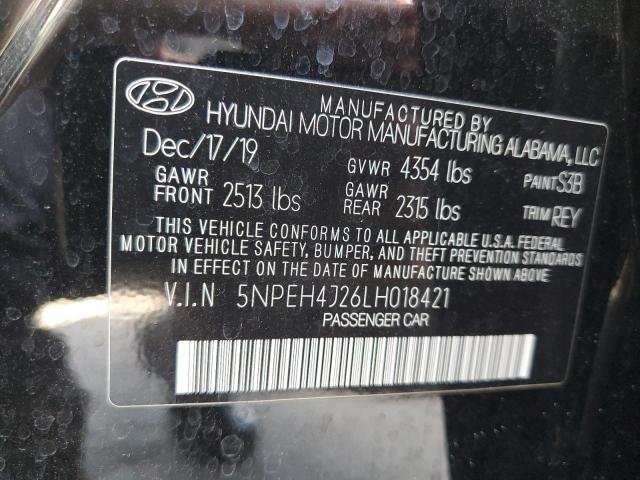 MANUFACTURED BY
HYUNDAI MOTOR MANUFACTURING ALABAMA, LLC
Dec/17/19 GVWR 4354 lbs PAINT S3B
GAWR FRONT 2513 lbs GAWR REAR 2315 lbs TRIM REY
THIS VEHICLE CONFORMS TO ALL APPLICABLE U.S.A. FEDERAL
MOTOR VEHICLE SAFETY, BUMPER, AND THEFT PREVENTION STANDARDS
IN EFFECT ON THE DATE OF MANUFACTURE SHOWN ABOVE.
V.I.N 5NPEH4J26LH018421
PASSENGER CAR